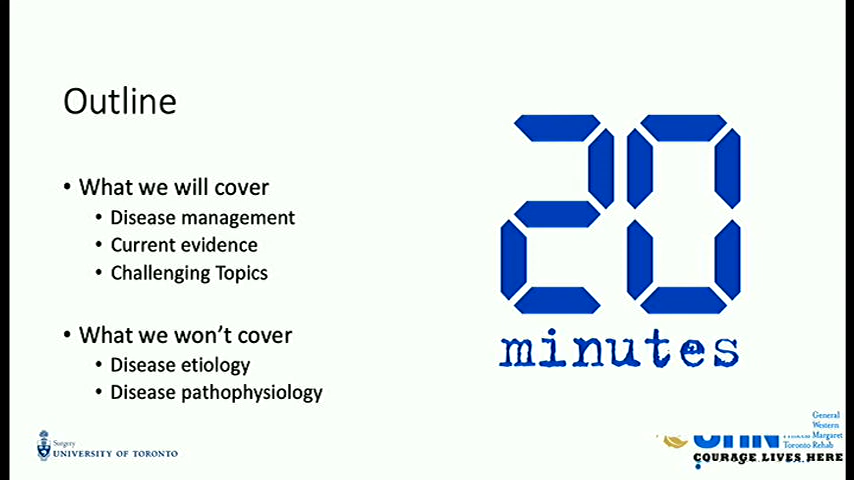 Outline
• What we will cover
• Disease management
• Current evidence
• Challenging Topics
• What we won't cover
• Disease etiology
• Disease pathophysiology
20
minutes
Surgery
UNIVERSITY OF TORONTO
General
Western
Margaret
Toronto Rehab
COURAGE LIVES HERE